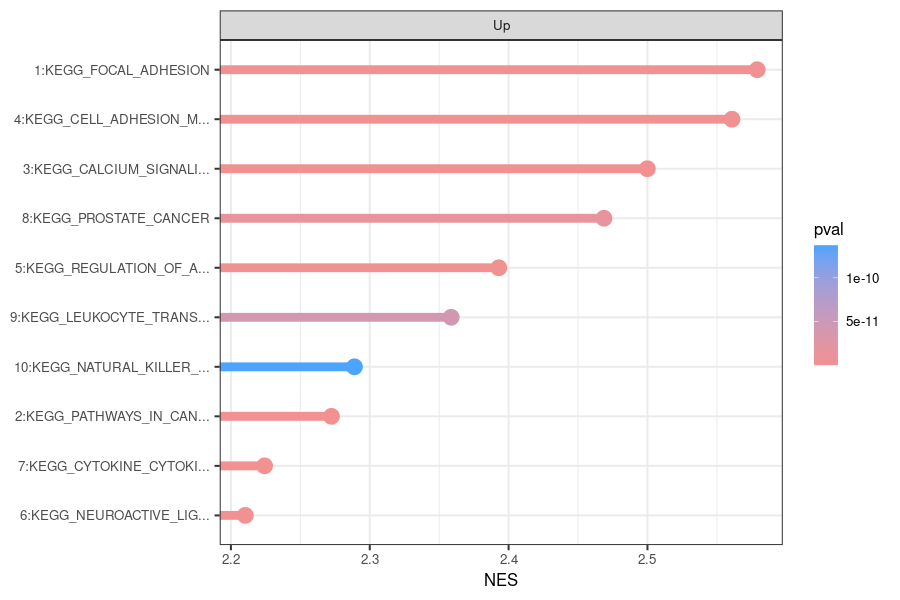 Up
1:KEGG_FOCAL_ADHESION
4:KEGG_CELL_ADHESION_M...
3:KEGG_CALCIUM_SIGNALI...
8:KEGG_PROSTATE_CANCER
5:KEGG_REGULATION_OF_A...
9:KEGG_LEUKOCYTE_TRANS...
10:KEGG_NATURAL_KILLER_...
2:KEGG_PATHWAYS_IN_CAN...
7:KEGG_CYTOKINE_CYTOKI...
6:KEGG_NEUROACTIVE_LIG...
2.2 2.3 2.4 2.5
NES
pval
1e-10
5e-11